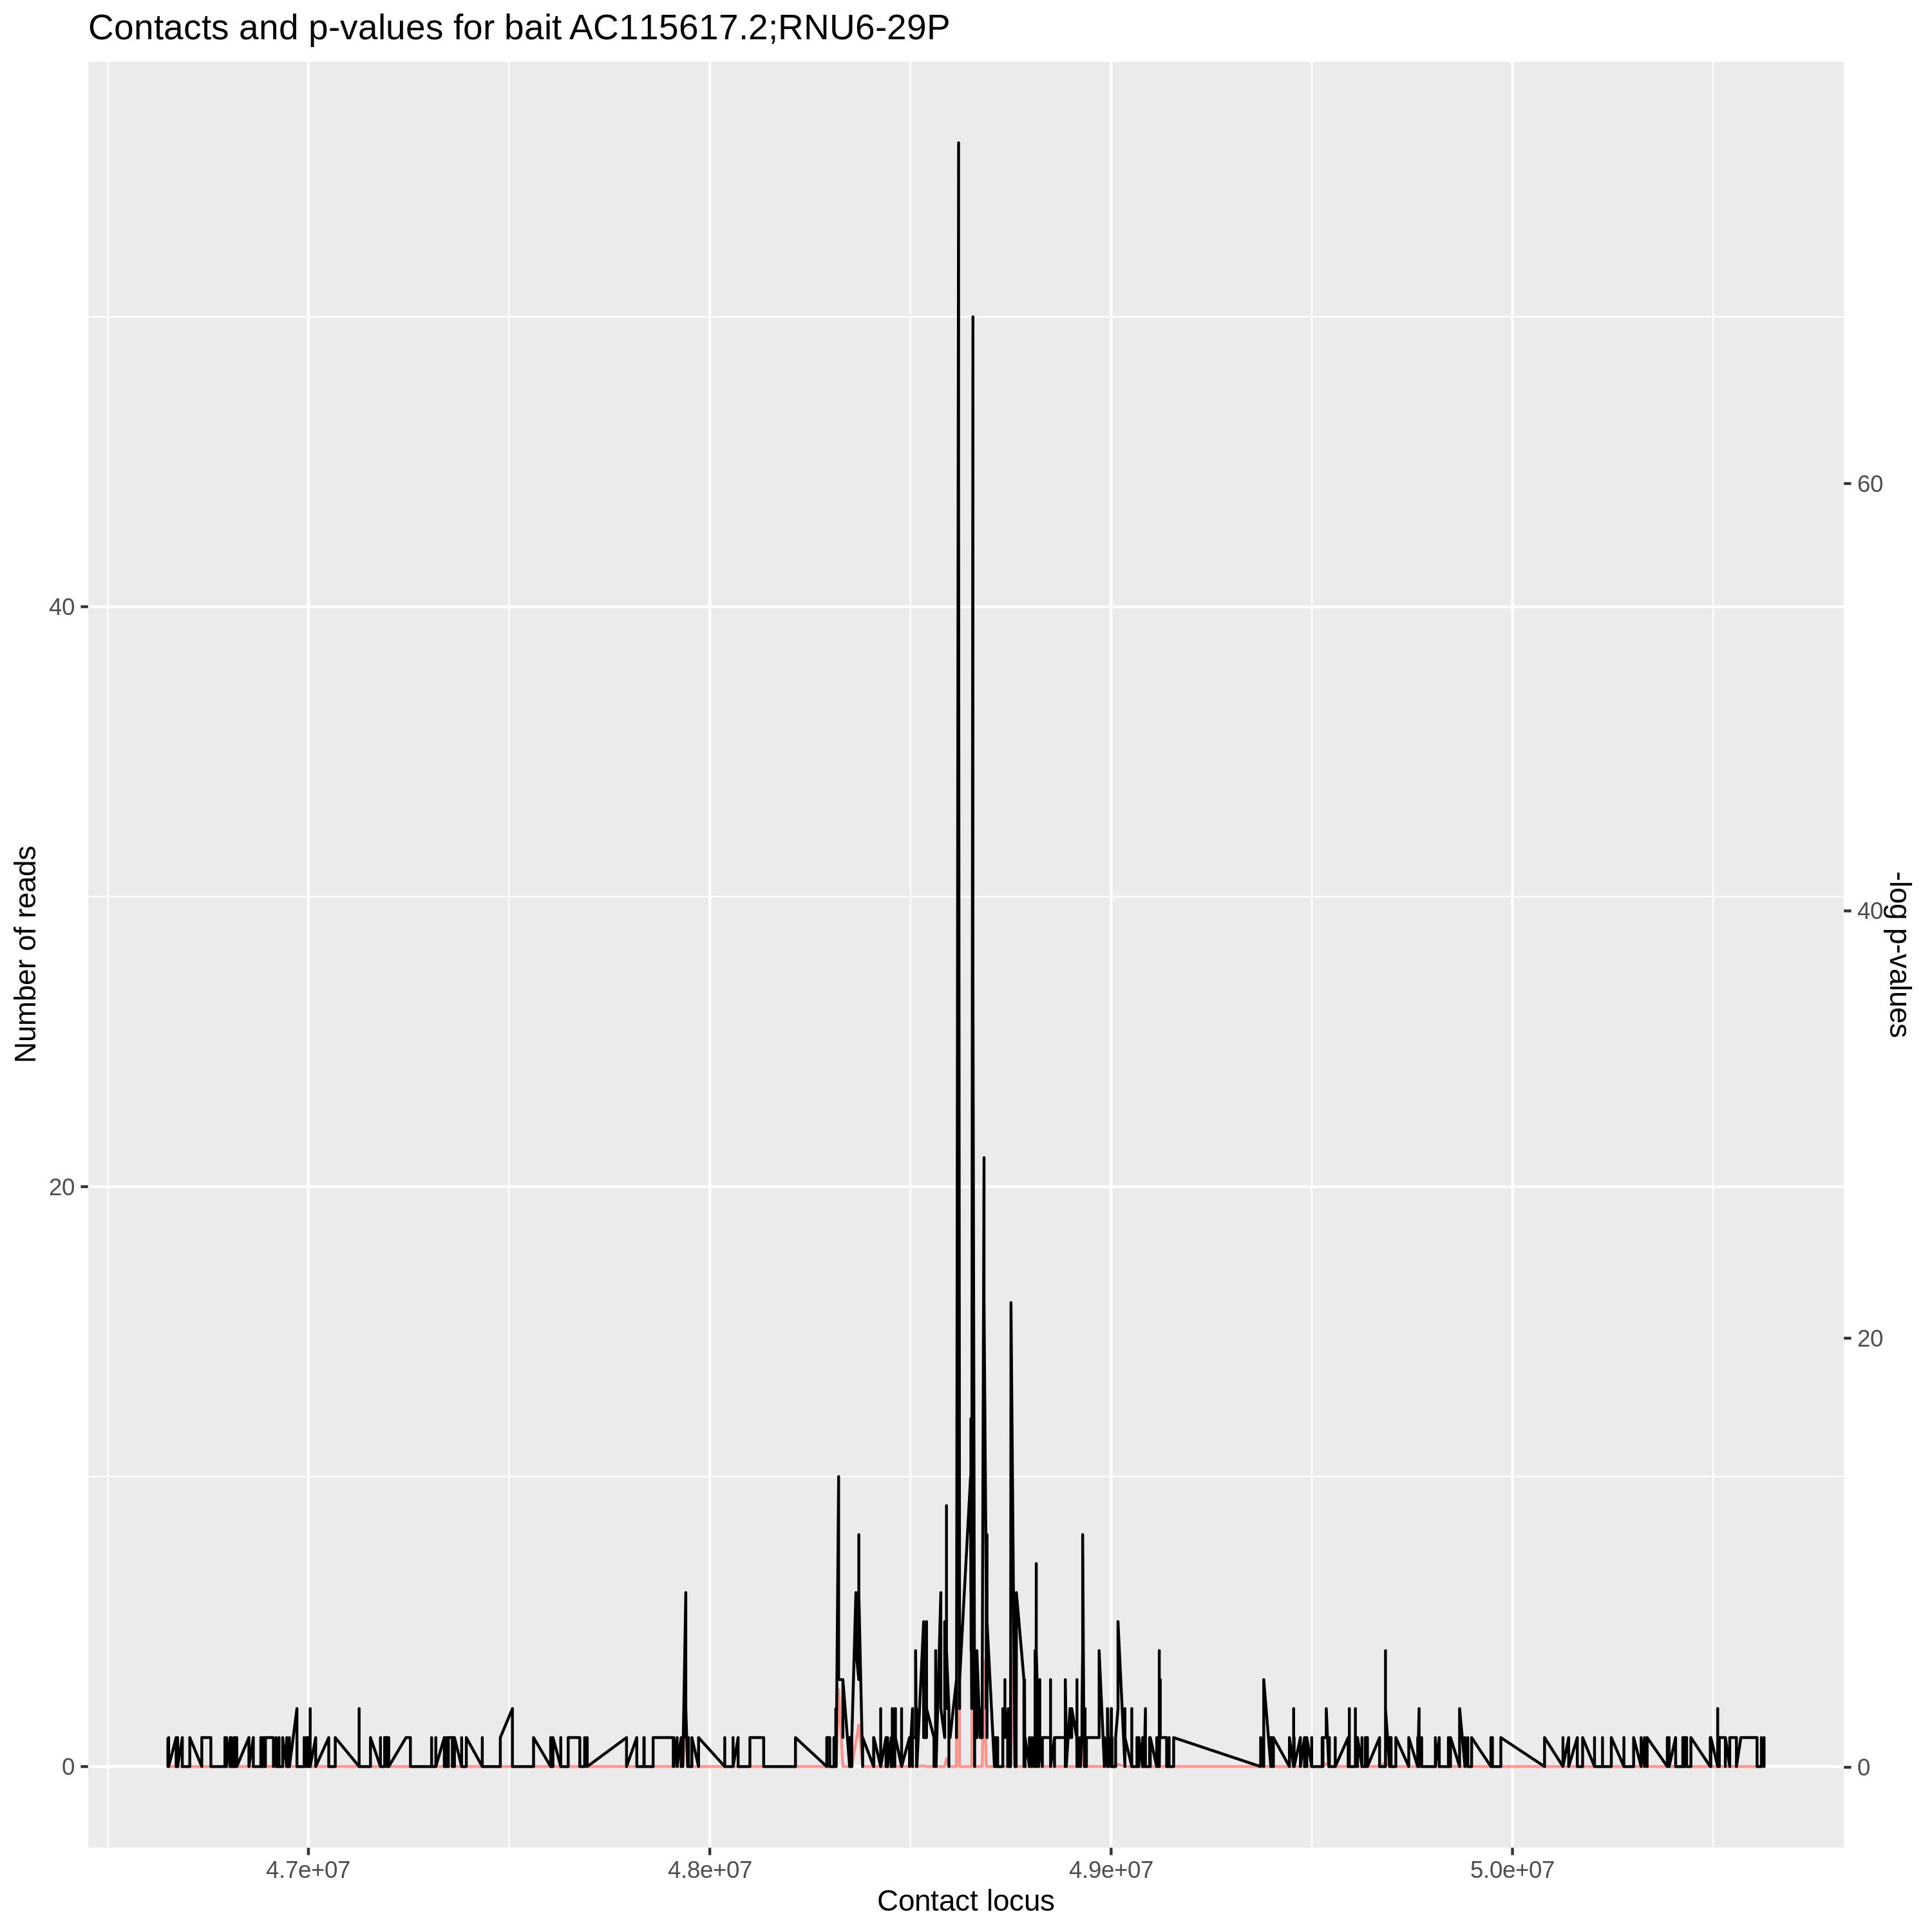 Contacts and p-values for bait AC115617.2;RNU6-29P
Number of reads
40
20
0
60
40
20
0
-log p-values
4.7e+07
4.8e+07
4.9e+07
5.0e+07
Contact locus